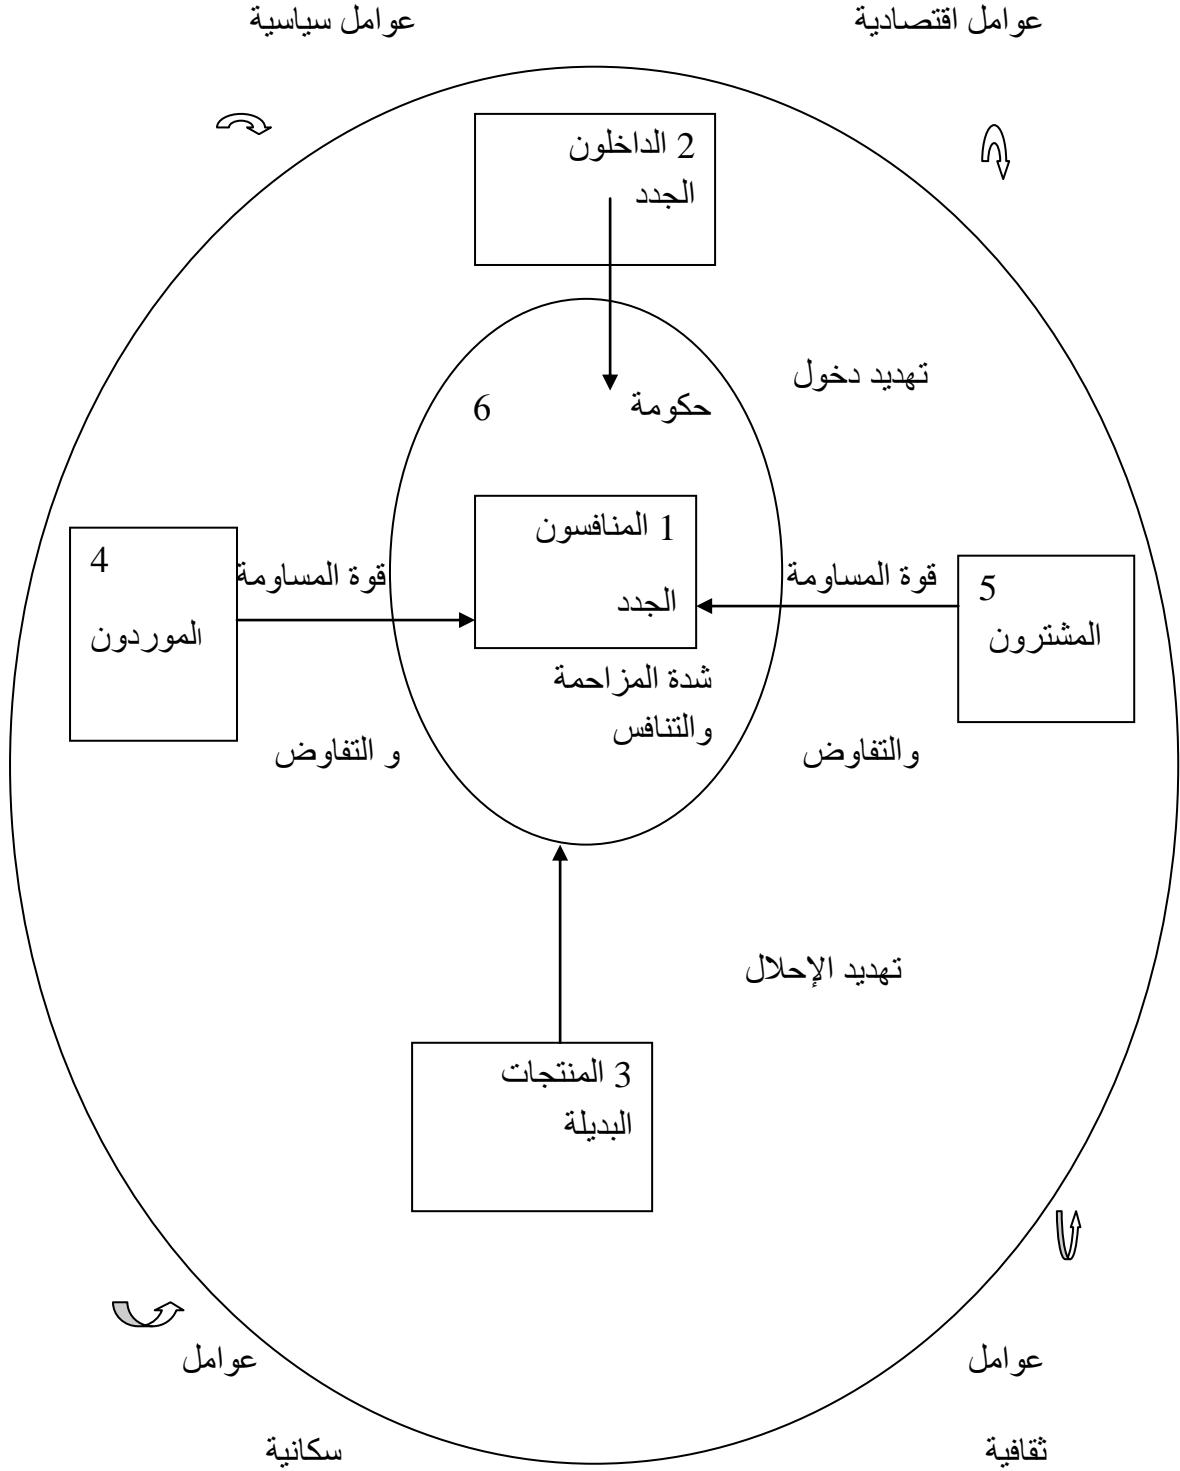 عوامل اقتصادية
عوامل سياسية
2 الداخلون
الجدد
تهديد دخول
حكومة
6
1 المنافسون
الجدد
شدة المزاحمة
والتنافس
قوة المساومة
والتفاوض
5
المشترون
4
الموردون
قوة المساومة
و التفاوض
تهديد الإحلال
3 المنتجات
البديلة
عوامل
ثقافية
عوامل
سكانية